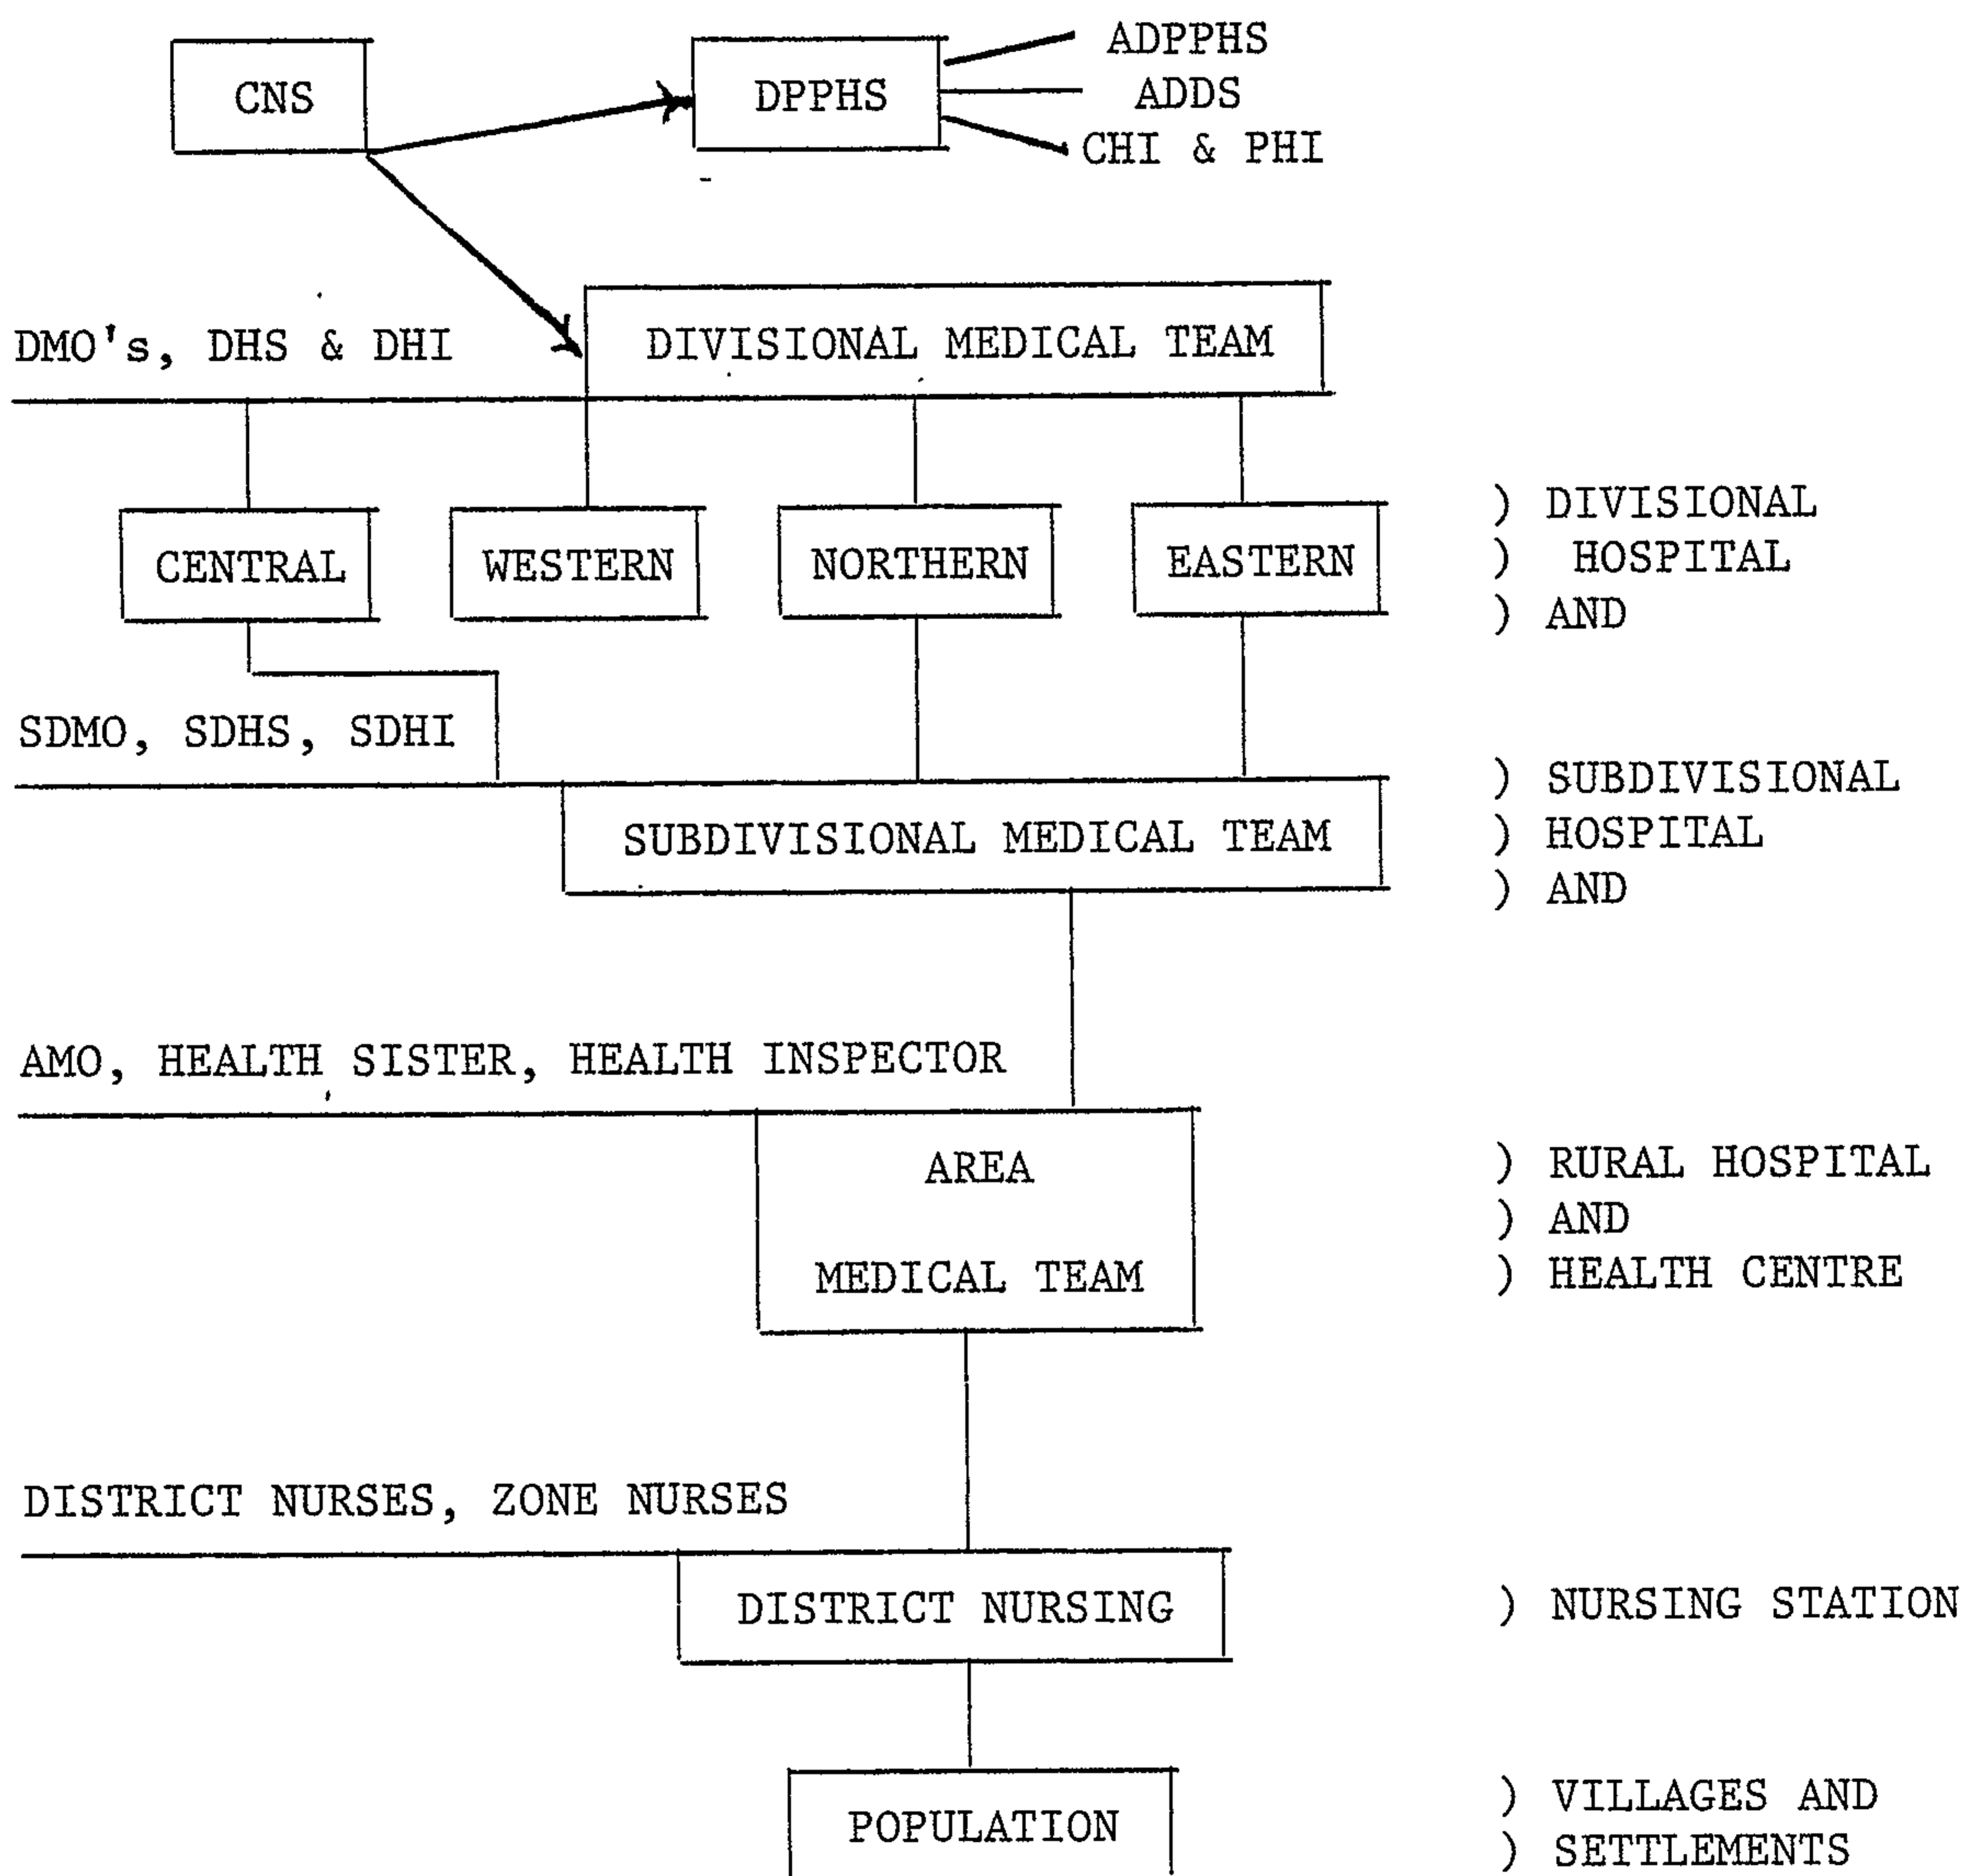 ADPPHS
CNS
DPPHS
ADDS
CHI & PHI
DMO's, DHS & DHI
DIVISIONAL MEDICAL TEAM
CENTRAL
WESTERN
NORTHERN
EASTERN
) DIVISIONAL
) HOSPITAL
) AND
SDMO, SDHS, SDHI
SUBDIVISIONAL MEDICAL TEAM
) SUBDIVISIONAL
) HOSPITAL
) AND
AMO, HEALTH SISTER, HEALTH INSPECTOR
AREA
MEDICAL TEAM
) RURAL HOSPITAL
) AND
) HEALTH CENTRE
DISTRICT NURSES, ZONE NURSES
DISTRICT NURSING
) NURSING STATION
POPULATION
) VILLAGES AND
) SETTLEMENTS